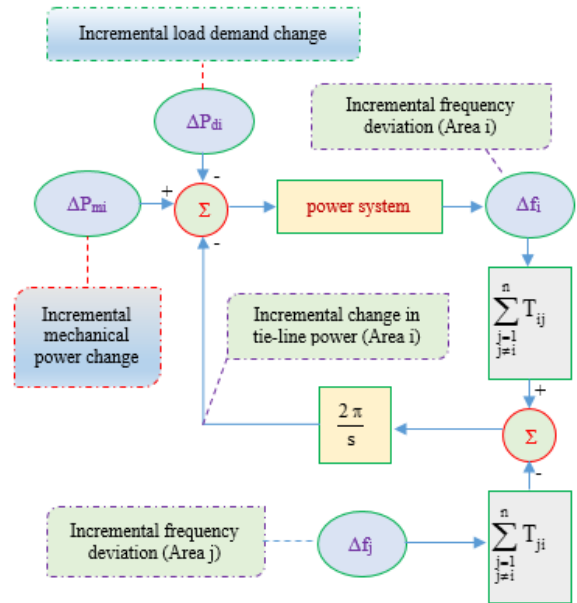 Incremental load demand change
ΔPdi
Incremental frequency
deviation (Area i)
-
+
ΔPmi
Σ
power system
Δfi
-
Incremental
mechanical
power change
Incremental change in
tie-line power (Area i)
n
∑ Tij
j=1
j≠i
+
2 π
s
Σ
-
Incremental frequency
deviation (Area j)
Δfj
n
∑ Tji
j=1
j≠i